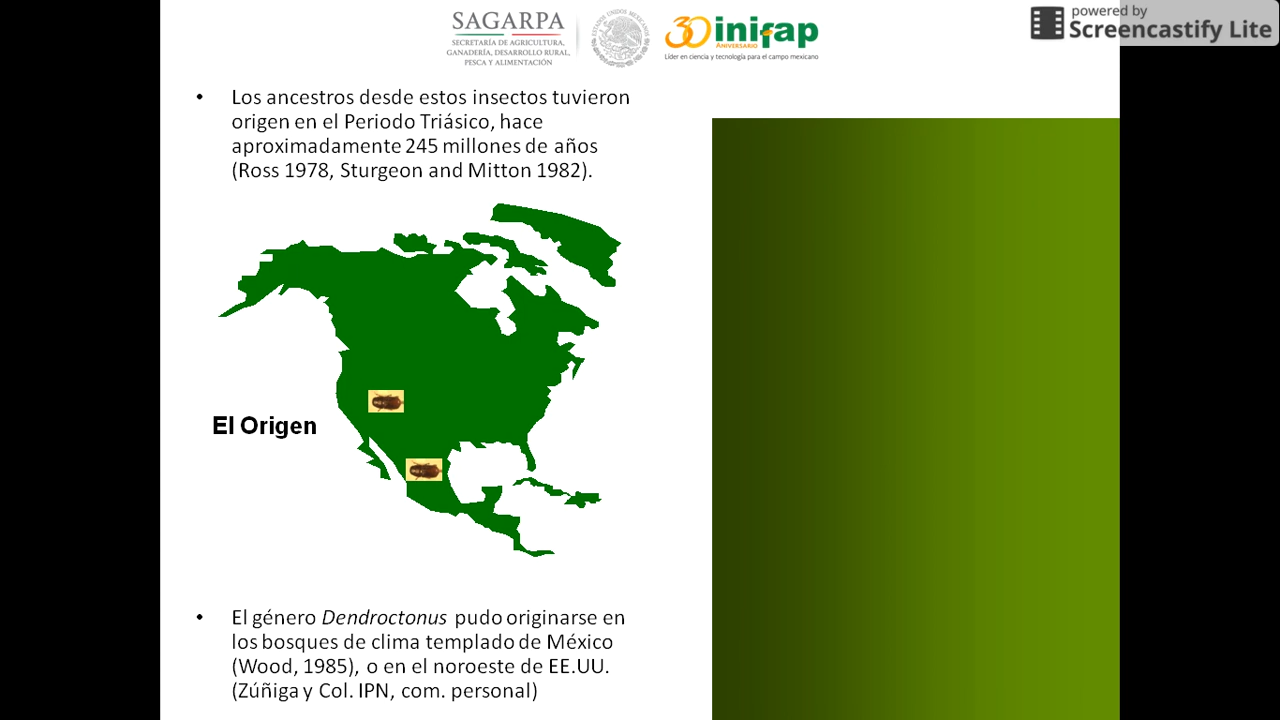 SAGARPA
SECRETARÍA DE AGRICULTURA,
GANADERÍA, DESARROLLO RURAL,
PESCA Y ALIMENTACIÓN
ESTADOS UNIDOS MEXICANOS
30 inifap
ANIVERSARIO
Líder en ciencia y tecnología para el campo mexicano
powered by
Screencastify Lite
• Los ancestros desde estos insectos tuvieron
origen en el Periodo Triásico, hace
aproximadamente 245 millones de años
(Ross 1978, Sturgeon and Mitton 1982).
El Origen
• El género Dendroctonus pudo originarse en
los bosques de clima templado de México
(Wood, 1985), o en el noroeste de EE.UU.
(Zúñiga y Col. IPN, com. personal)